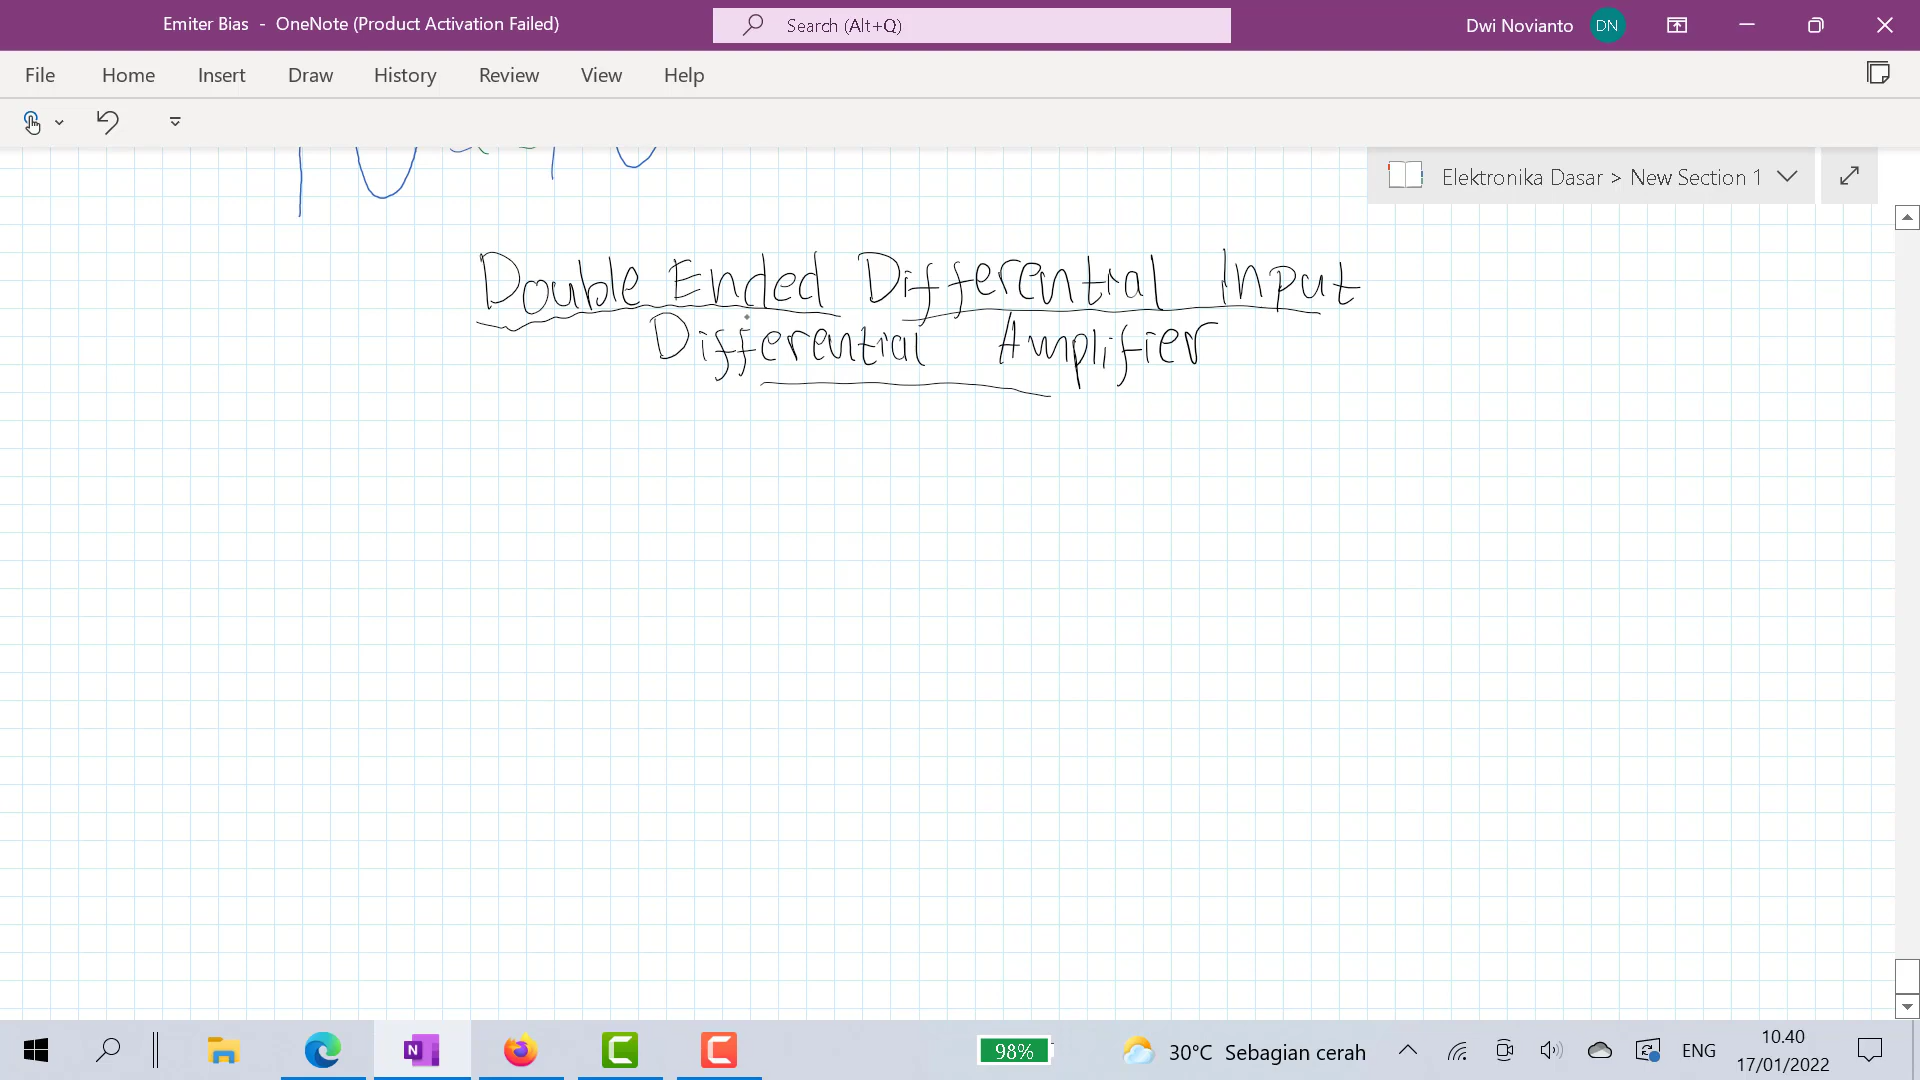 Emiter Bias - OneNote (Product Activation Failed)
Search (Alt+Q)
Dwi Novianto DN
File Home Insert Draw History Review View Help
Elektronika Dasar > New Section 1
Double Ended Differential Input
Differential Amplifier
98%
30°C Sebagian cerah
ENG
10.40
17/01/2022